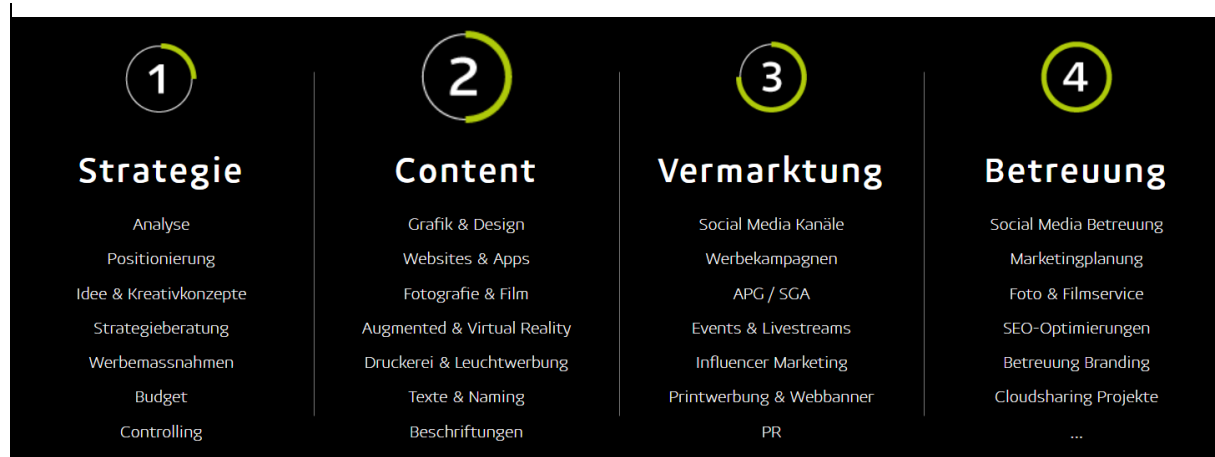 1
Strategie
Analyse
Positionierung
Idee & Kreativkonzepte
Strategieberatung
Werbemassnahmen
Budget
Controlling
2
Content
Grafik & Design
Websites & Apps
Fotografie & Film
Augmented & Virtual Reality
Druckerei & Leuchtwerbung
Texte & Naming
Beschriftungen
3
Vermarktung
Social Media Kanäle
Werbekampagnen
APG / SGA
Events & Livestreams
Influencer Marketing
Printwerbung & Webbanner
PR
4
Betreuung
Social Media Betreuung
Marketingplanung
Foto & Filmservice
SEO-Optimierungen
Betreuung Branding
Cloudsharing Projekte
...